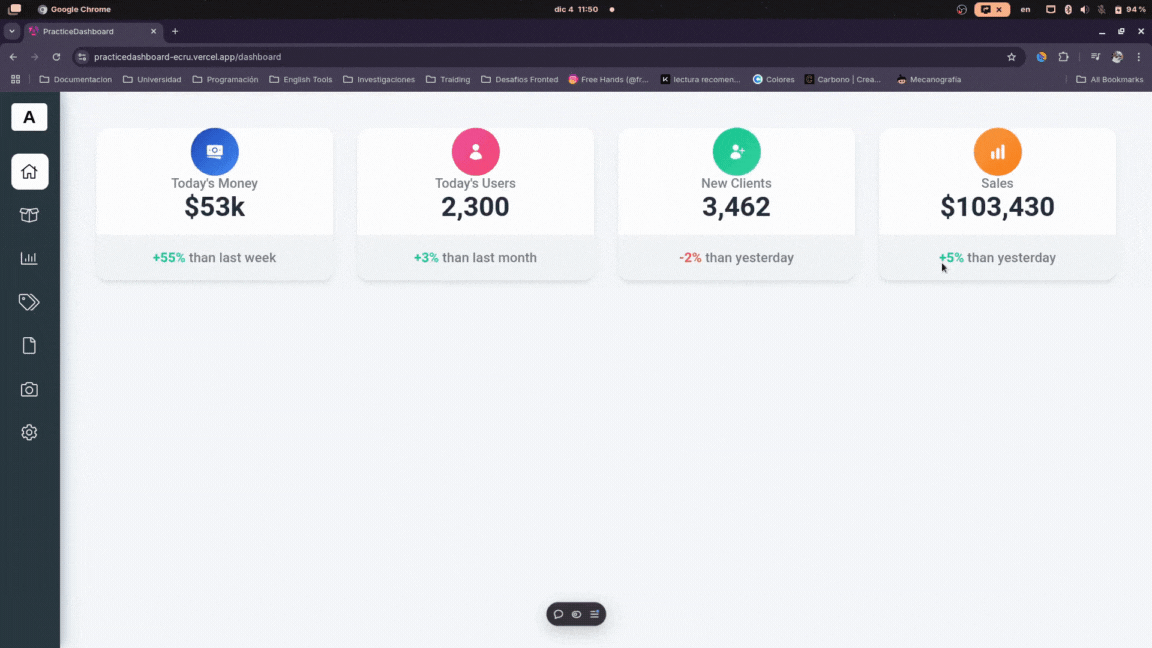 Google Chrome
dic 4 11:50
en
94 %
PracticeDashboard
practicedashboard-ecru.vercel.app/dashboard
Documentacion
Universidad
Programación
English Tools
Investigaciones
Traiding
Desafios Fronted
Free Hands (@fr...
lectura recomen...
Colores
Carbono | Crea...
Mecanografía
All Bookmarks
A
Today's Money
$53k
+55% than last week
Today's Users
2,300
+3% than last month
New Clients
3,462
-2% than yesterday
Sales
$103,430
+5% than yesterday